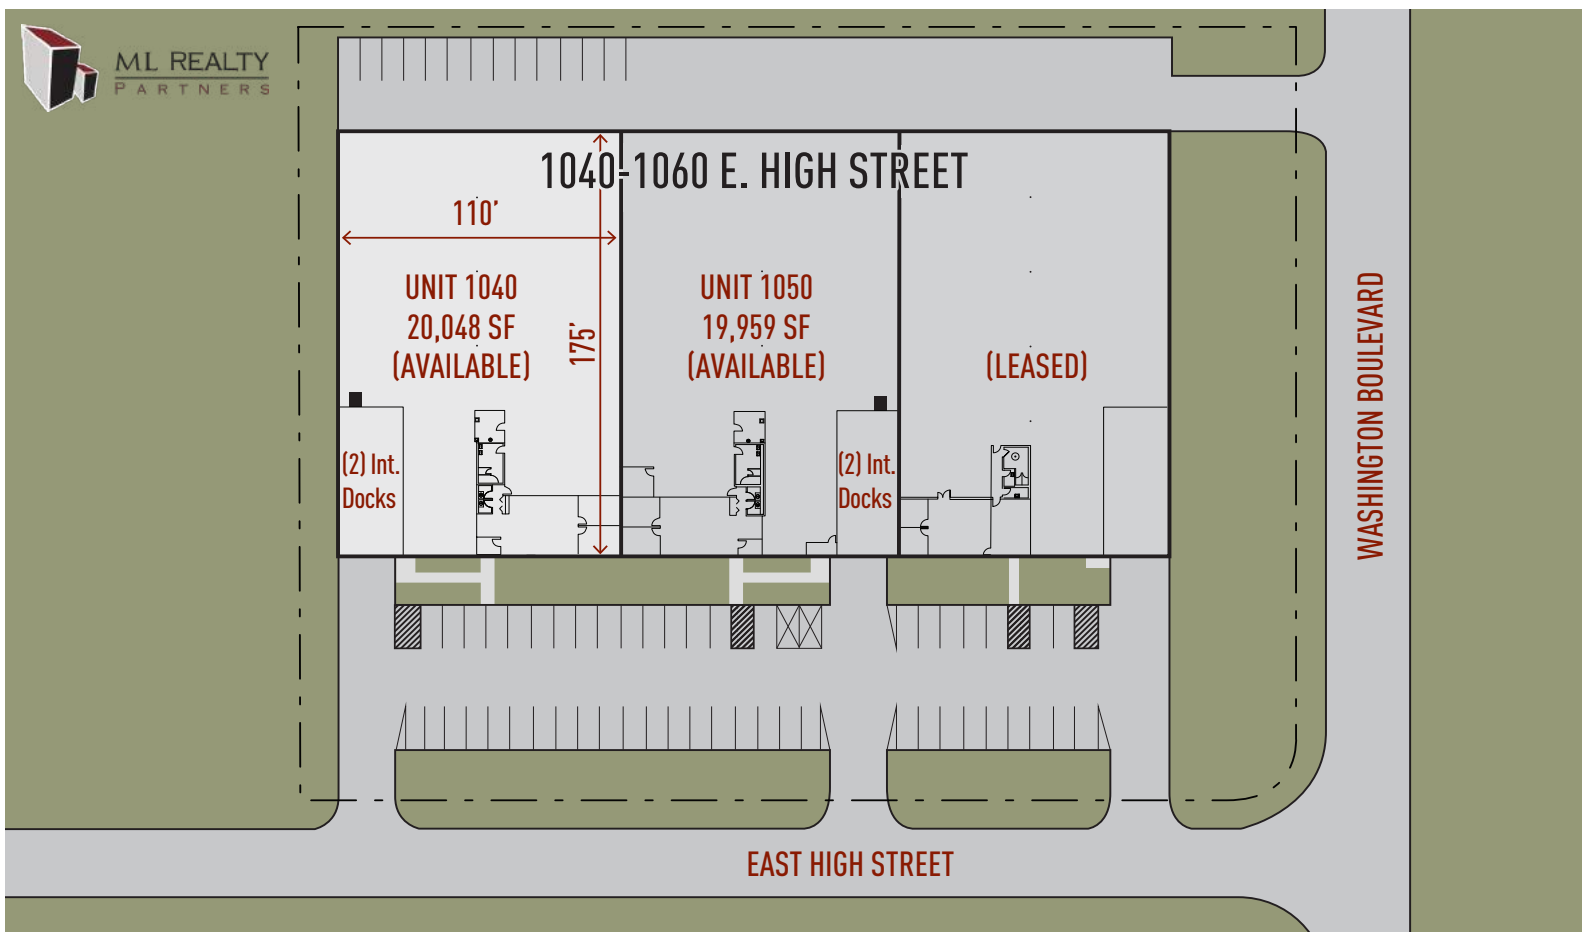 ML REALTY
PARTNERS
1040-1060 E. HIGH STREET
110'
175'
UNIT 1040
20,048 SF
(AVAILABLE)
UNIT 1050
19,959 SF
(AVAILABLE)
(LEASED)
(2) Int.
Docks
(2) Int.
Docks
WASHINGTON BOULEVARD
EAST HIGH STREET